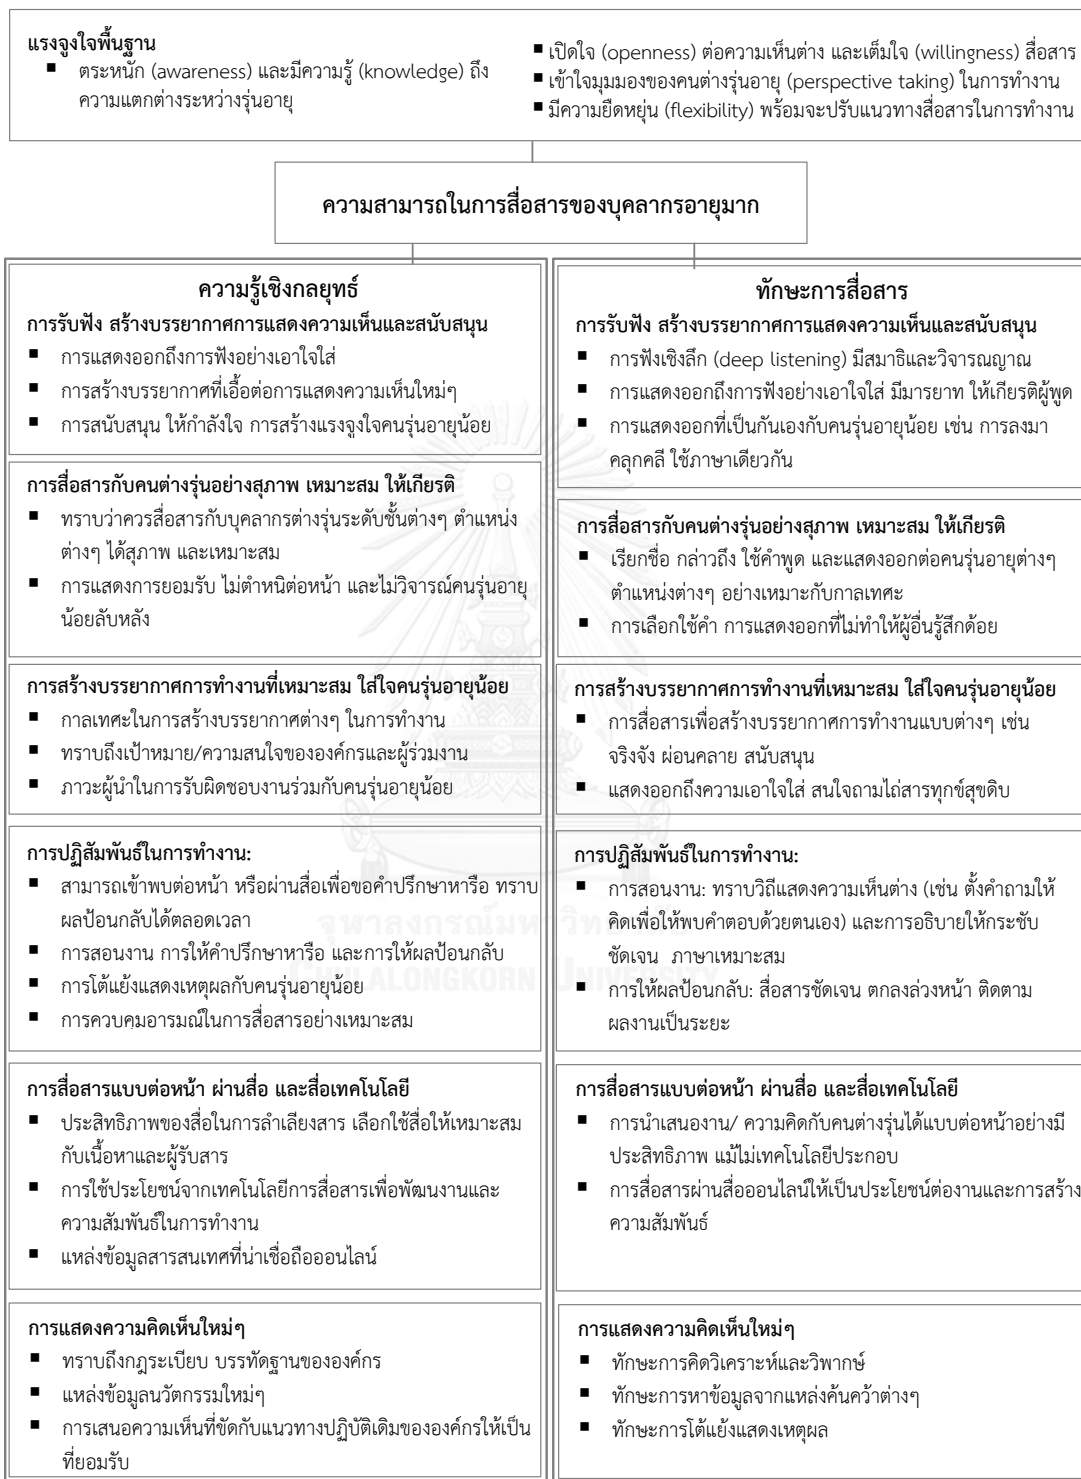 แรงจูงใจพื้นฐาน
■ ตระหนัก (awareness) และมีความรู้ (knowledge) ถึง
ความแตกต่างระหว่างรุ่นอายุ
■ เปิดใจ (openness) ต่อความเห็นต่าง และเต็มใจ (willingness) สื่อสาร
■ เข้าใจมุมมองของคนต่างรุ่นอายุ (perspective taking) ในการทำงาน
■ มีความยืดหยุ่น (flexibility) พร้อมจะปรับแนวทางสื่อสารในการทำงาน
ความสามารถในการสื่อสารของบุคลากรอายุมาก
ความรู้เชิงกลยุทธ์
การรับฟัง สร้างบรรยากาศการแสดงความเห็นและสนับสนุน
■ การแสดงออกถึงการฟังอย่างเอาใจใส่
■ การสร้างบรรยากาศที่เอื้อต่อการแสดงความเห็นใหม่ๆ
■ การสนับสนุน ให้กำลังใจ การสร้างแรงจูงใจคนรุ่นอายุน้อย
การสื่อสารกับคนต่างรุ่นอย่างสุภาพ เหมาะสม ให้เกียรติ
■ ทราบว่าควรสื่อสารกับบุคลากรต่างรุ่นระดับชั้นต่างๆ ตำแหน่ง
ต่างๆ ได้สุภาพ และเหมาะสม
■ การแสดงการยอมรับ ไม่ตำหนิต่อหน้า และไม่วิจารณ์คนรุ่นอายุ
น้อยลับหลัง
การสร้างบรรยากาศการทำงานที่เหมาะสม ใส่ใจคนรุ่นอายุน้อย
■ กาลเทศะในการสร้างบรรยากาศต่างๆ ในการทำงาน
■ ทราบถึงเป้าหมาย/ความสนใจขององค์กรและผู้ร่วมงาน
■ ภาวะผู้นำในการรับผิดชอบงานร่วมกับคนรุ่นอายุน้อย
การปฏิสัมพันธ์ในการทำงาน:
■ สามารถเข้าพบต่อหน้า หรือผ่านสื่อเพื่อขอคำปรึกษาหารือ ทราบ
ผลป้อนกลับได้ตลอดเวลา
■ การสอนงาน การให้คำปรึกษาหารือ และการให้ผลป้อนกลับ
■ การโต้แย้งแสดงเหตุผลกับคนรุ่นอายุน้อย
■ การควบคุมอารมณ์ในการสื่อสารอย่างเหมาะสม
การสื่อสารแบบต่อหน้า ผ่านสื่อ และสื่อเทคโนโลยี
■ ประสิทธิภาพของสื่อในการลำเลียงสาร เลือกใช้สื่อให้เหมาะสม
กับเนื้อหาและผู้รับสาร
■ การใช้ประโยชน์จากเทคโนโลยีการสื่อสารเพื่อพัฒนงานและ
ความสัมพันธ์ในการทำงาน
■ แหล่งข้อมูลสารสนเทศที่น่าเชื่อถือออนไลน์
การแสดงความคิดเห็นใหม่ๆ
■ ทราบถึงกฎระเบียบ บรรทัดฐานขององค์กร
■ แหล่งข้อมูลนวัตกรรมใหม่ๆ
■ การเสนอความเห็นที่ขัดกับแนวทางปฏิบัติเดิมขององค์กรให้เป็น
ที่ยอมรับ
ทักษะการสื่อสาร
การรับฟัง สร้างบรรยากาศการแสดงความเห็นและสนับสนุน
■ การฟังเชิงลึก (deep listening) มีสมาธิและวิจารณญาณ
■ การแสดงออกถึงการฟังอย่างเอาใจใส่ มีมารยาท ให้เกียรติผู้พูด
■ การแสดงออกที่เป็นกันเองกับคนรุ่นอายุน้อย เช่น การลงมา
คลุกคลี ใช้ภาษาเดียวกัน
การสื่อสารกับคนต่างรุ่นอย่างสุภาพ เหมาะสม ให้เกียรติ
■ เรียกชื่อ กล่าวถึง ใช้คำพูด และแสดงออกต่อคนรุ่นอายุต่างๆ
ตำแหน่งต่างๆ อย่างเหมาะกับกาลเทศะ
■ การเลือกใช้คำ การแสดงออกที่ไม่ทำให้ผู้อื่นรู้สึกด้อย
การสร้างบรรยากาศการทำงานที่เหมาะสม ใส่ใจคนรุ่นอายุน้อย
■ การสื่อสารเพื่อสร้างบรรยากาศการทำงานแบบต่างๆ เช่น
จริงจัง ผ่อนคลาย สนับสนุน
■ แสดงออกถึงความเอาใจใส่ สนใจถามไถ่สารทุกข์สุขดิบ
การปฏิสัมพันธ์ในการทำงาน:
■ การสอนงาน: ทราบวิถีแสดงความเห็นต่าง (เช่น ตั้งคำถามให้
คิดเพื่อให้พบคำตอบด้วยตนเอง) และการอธิบายให้กระชับ
ชัดเจน ภาษาเหมาะสม
■ การให้ผลป้อนกลับ: สื่อสารชัดเจน ตกลงล่วงหน้า ติดตาม
ผลงานเป็นระยะ
การสื่อสารแบบต่อหน้า ผ่านสื่อ และสื่อเทคโนโลยี
■ การนำเสนองาน/ ความคิดกับคนต่างรุ่นได้แบบต่อหน้าอย่างมี
ประสิทธิภาพ แม้ไม่เทคโนโลยีประกอบ
■ การสื่อสารผ่านสื่อออนไลน์ให้เป็นประโยชน์ต่องานและการสร้าง
ความสัมพันธ์
การแสดงความคิดเห็นใหม่ๆ
■ ทักษะการคิดวิเคราะห์และวิพากษ์
■ ทักษะการหาข้อมูลจากแหล่งค้นคว้าต่างๆ
■ ทักษะการโต้แย้งแสดงเหตุผล
จุฬาลงกรณ์มหาวิทยาลัย
CHULALONGKORN UNIVERSITY